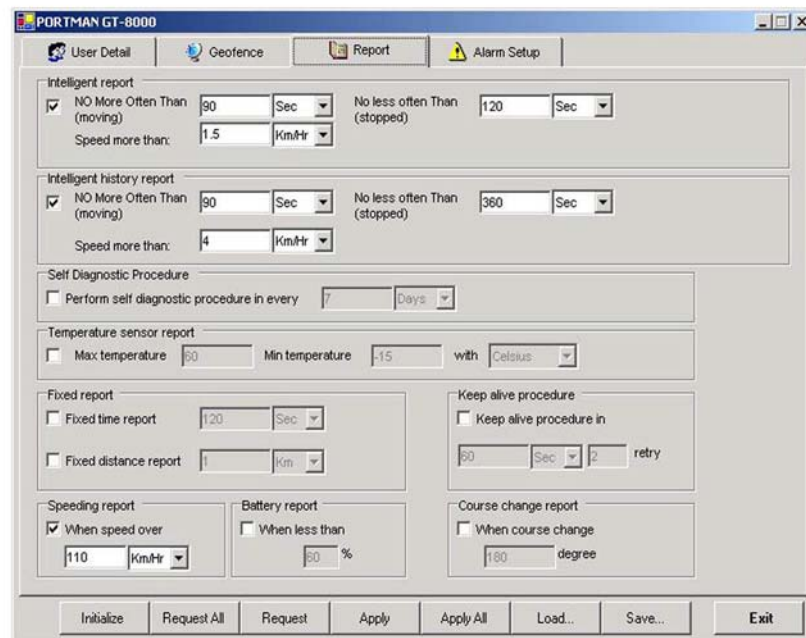 PORTMAN GT-8000
User Detail Geofence Report Alarm Setup
Intelligent report
NO More Often Than 90 Sec No less often Than 120 Sec
(moving) (stopped)
Speed more than: 1.5 Km/Hr
Intelligent history report
NO More Often Than 90 Sec No less often Than 360 Sec
(moving) (stopped)
Speed more than: 4 Km/Hr
Self Diagnostic Procedure
Perform self diagnostic procedure in every 7 Days
Temperature sensor report
Max temperature 60 Min temperature -15 with Celsius
Fixed report Keep alive procedure
Fixed time report 120 Sec Keep alive procedure in
Fixed distance report 1 Km 60 Sec 2 retry
Speeding report Battery report Course change report
When speed over When less than When course change
110 Km/Hr 60 % 180 degree
Initialize Request All Request Apply Apply All Load... Save... Exit